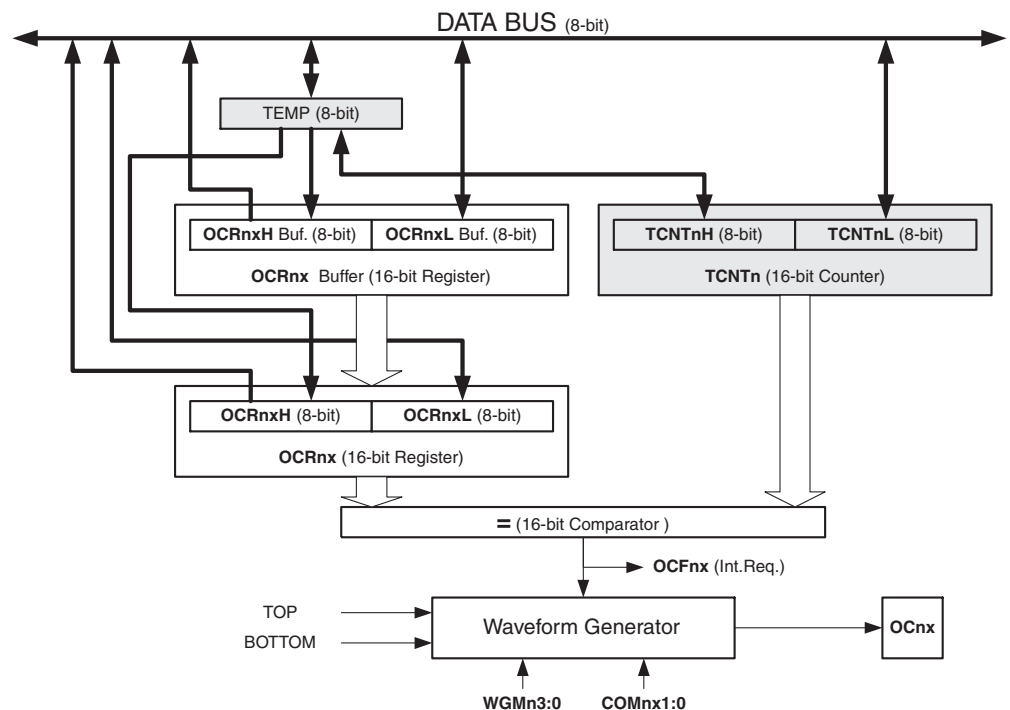 DATA BUS (8-bit)
TEMP (8-bit)
OCRnxH Buf. (8-bit)
OCRnxL Buf. (8-bit)
OCRnx Buffer (16-bit Register)
TCNTnH (8-bit)
TCNTnL (8-bit)
TCNTn (16-bit Counter)
OCRnxH (8-bit)
OCRnxL (8-bit)
OCRnx (16-bit Register)
= (16-bit Comparator )
OCFnx (Int.Req.)
TOP
BOTTOM
Waveform Generator
OCnx
WGMn3:0
COMnx1:0